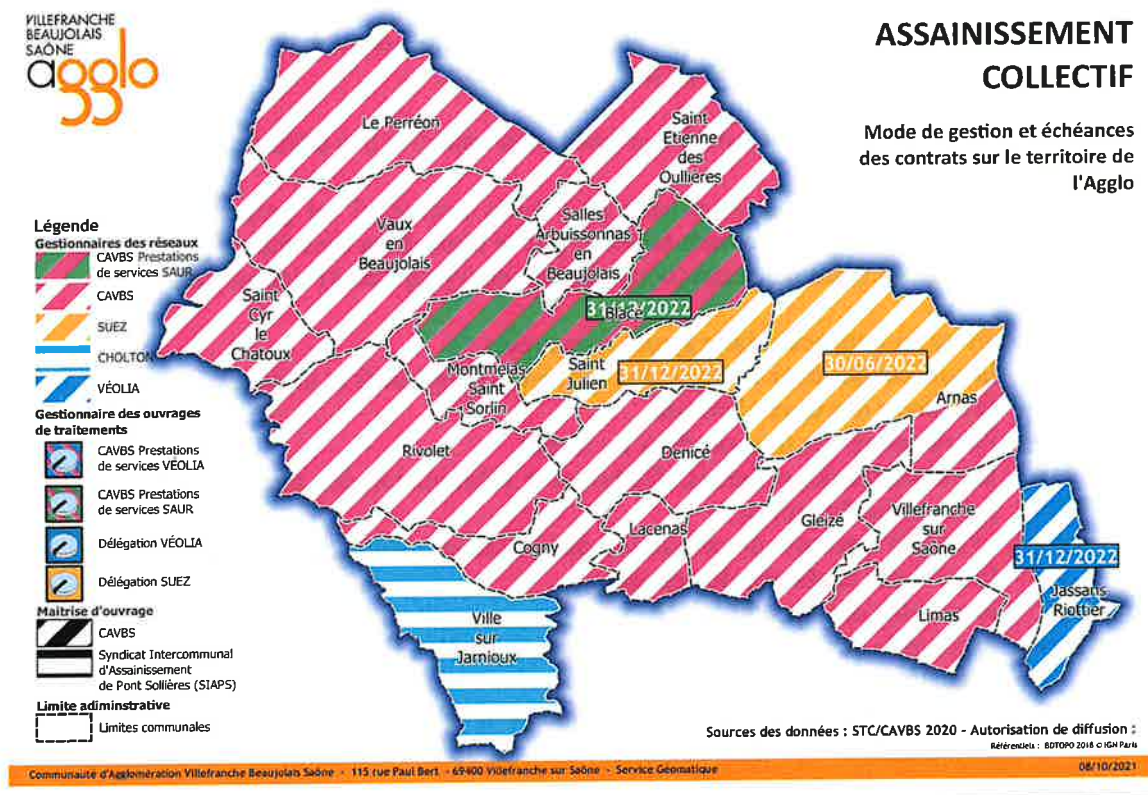 VILLEFRANCHE
BEAUJOLAIS
SAÔNE
agglo
ASSAINISSEMENT
COLLECTIF
Mode de gestion et échéances
des contrats sur le territoire de
l'Agglo
Légende
Gestionnaires des réseaux
CAVBS Prestations
de services SAUR
CAVBS
SUEZ
CHOLTON
VÉOLIA
Gestionnaire des ouvrages
de traitements
CAVBS Prestations
de services VÉOLIA
CAVBS Prestations
de services SAUR
Délégation VÉOLIA
Délégation SUEZ
Maitrise d'ouvrage
CAVBS
Syndicat Intercommunal
d'Assainissement
de Pont Sollières (SIAPS)
Limite adiminstrative
Limites communales
Le Perréon
Saint
Etienne
des
Oullières
Vaux
en
Beaujolais
Salles
Arbuissonnas
en
Beaujolais
Saint
Cyr
le
Chatoux
31/12/2022
Blacé
Montmelas
Saint
Sorlin
Saint
Julien
31/12/2022
30/06/2022
Arnas
Rivolet
Denicé
Cogny
Lacenas
Gleizé
Villefranche
sur
Saône
31/12/2022
Jassans
Riottier
Limas
Ville
sur
Jarnioux
Sources des données : STC/CAVBS 2020 - Autorisation de diffusion :
Référentiels : BDTOPO 2018 © IGN Paris
Communauté d'Agglomération Villefranche Beaujolais Saône - 115 rue Paul Bert - 69400 Villefranche sur Saône - Service Géomatique
08/10/2021